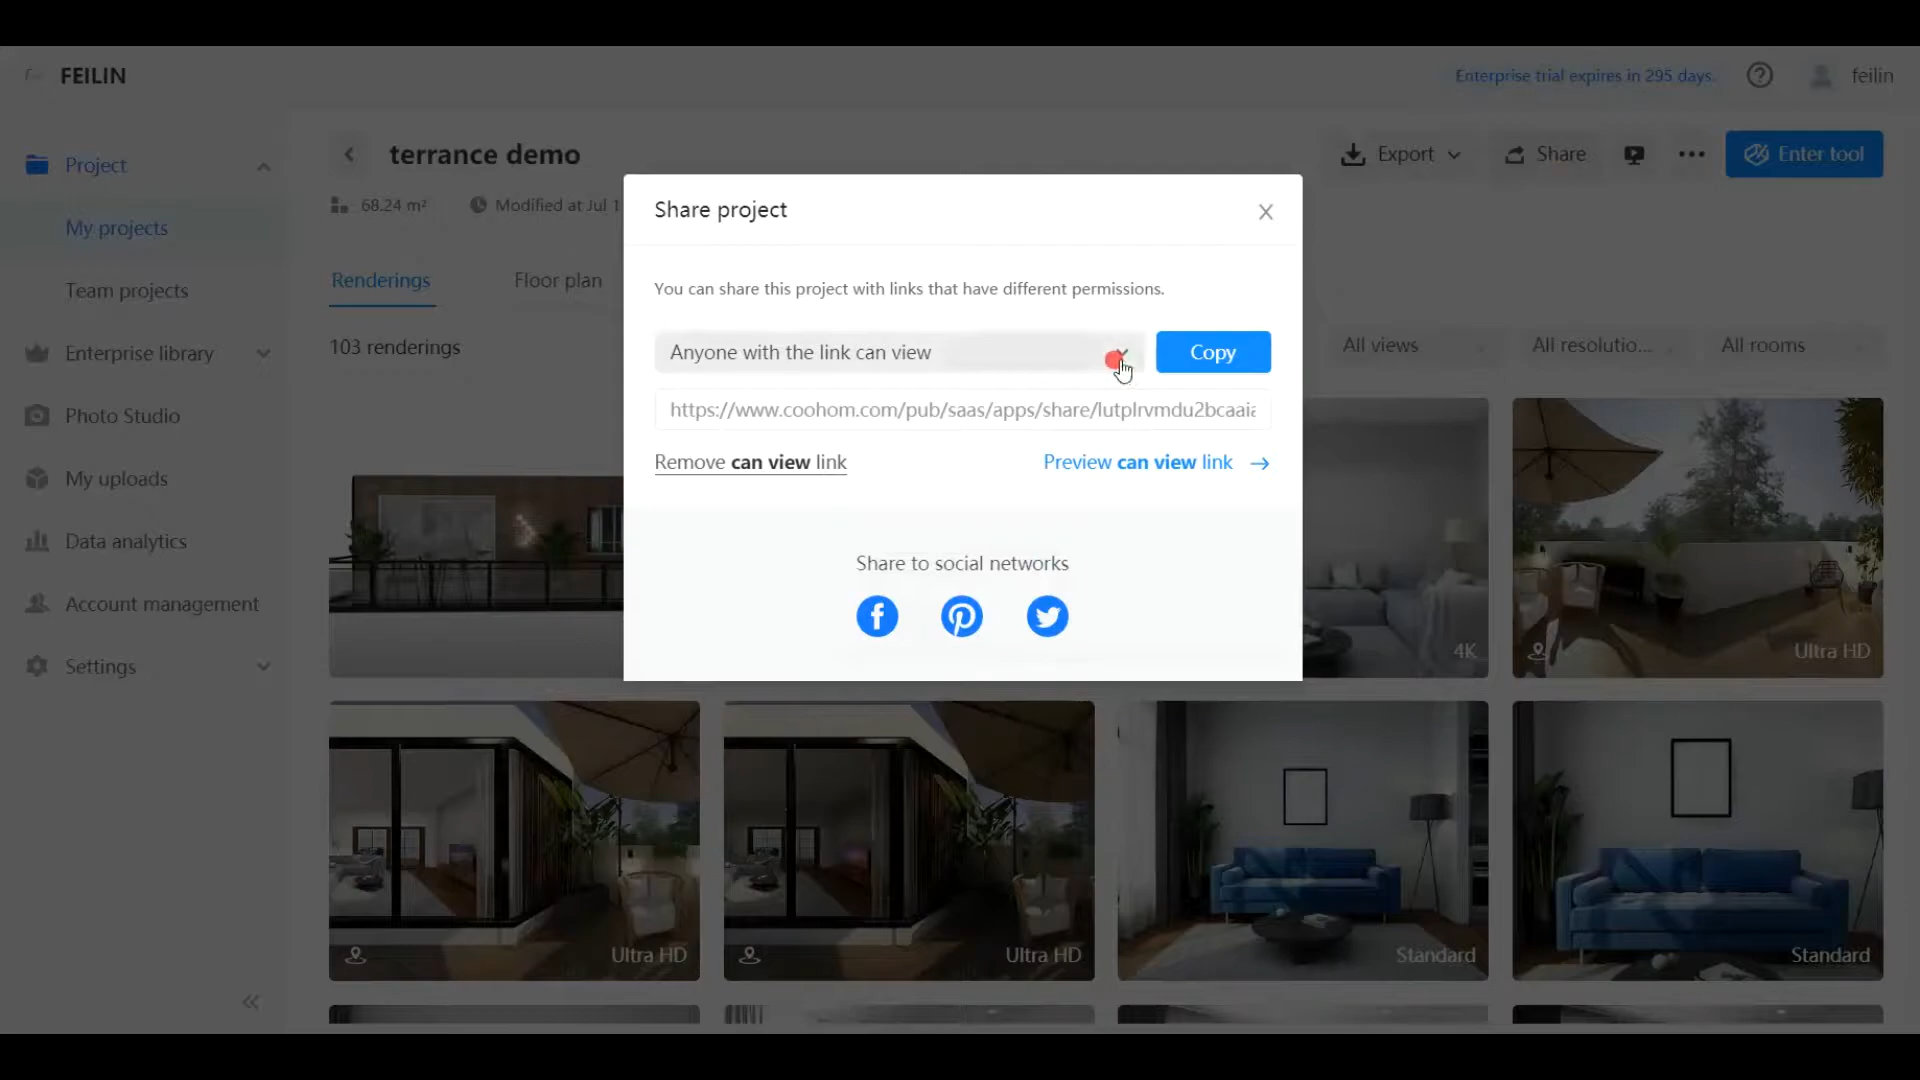 FEILIN
Enterprise trial expires in 295 days.
feilin
Project
My projects
Team projects
Enterprise library
Photo Studio
My uploads
Data analytics
Account management
Settings
terrance demo
Export
Share
Enter tool
68.24 m²
Modified at Jul 1
Renderings
Floor plan
103 renderings
All views
All resolutio...
All rooms
Share project
You can share this project with links that have different permissions.
Anyone with the link can view
Copy
https://www.coohom.com/pub/saas/apps/share/lutplrvmdu2bcaaia
Remove can view link
Preview can view link
Share to social networks
4K
Ultra HD
Ultra HD
Ultra HD
Standard
Standard